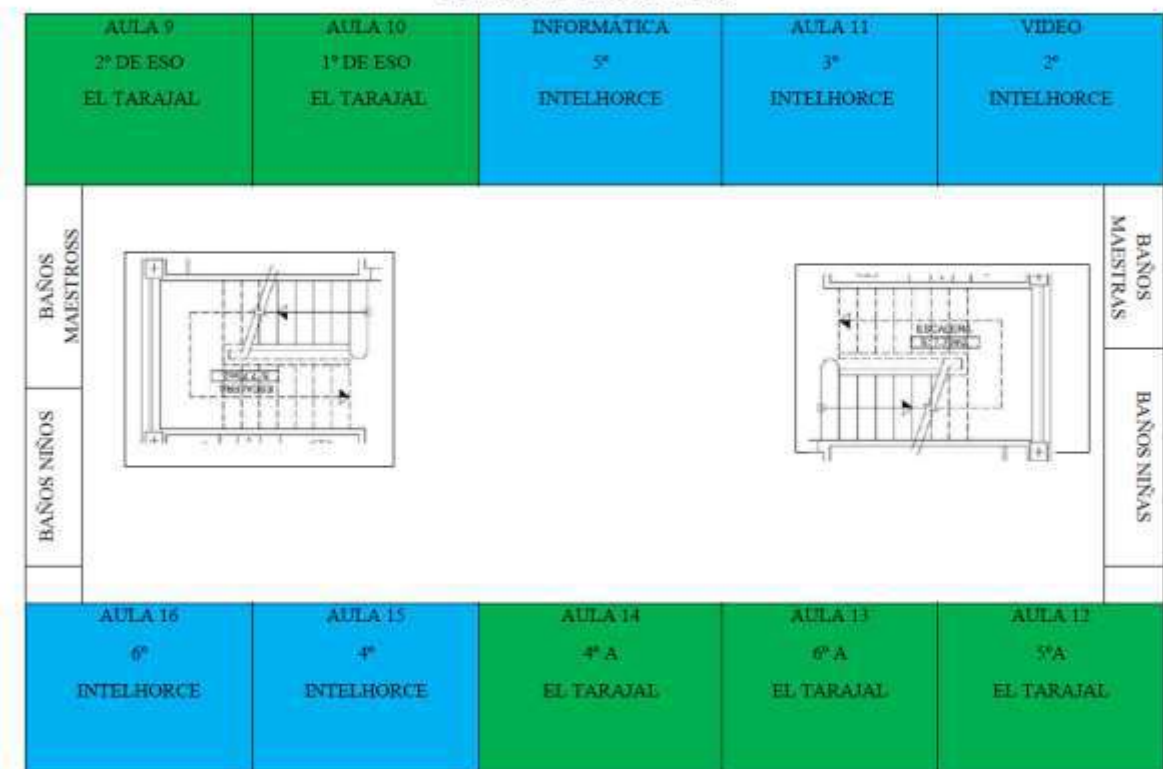 AULA 9
2º DE ESO
EL TARAJAL
AULA 10
1º DE ESO
EL TARAJAL
INFORMÁTICA
5º
INTELHORCE
AULA 11
3º
INTELHORCE
VIDEO
2º
INTELHORCE
BAÑOS
MAESTROSS
BAÑOS NIÑOS
ESCALERA
ESCALERA
BAÑOS
MAESTRAS
BAÑOS NIÑAS
AULA 16
6º
INTELHORCE
AULA 15
4º
INTELHORCE
AULA 14
4º A
EL TARAJAL
AULA 13
6º A
EL TARAJAL
AULA 12
5ºA
EL TARAJAL